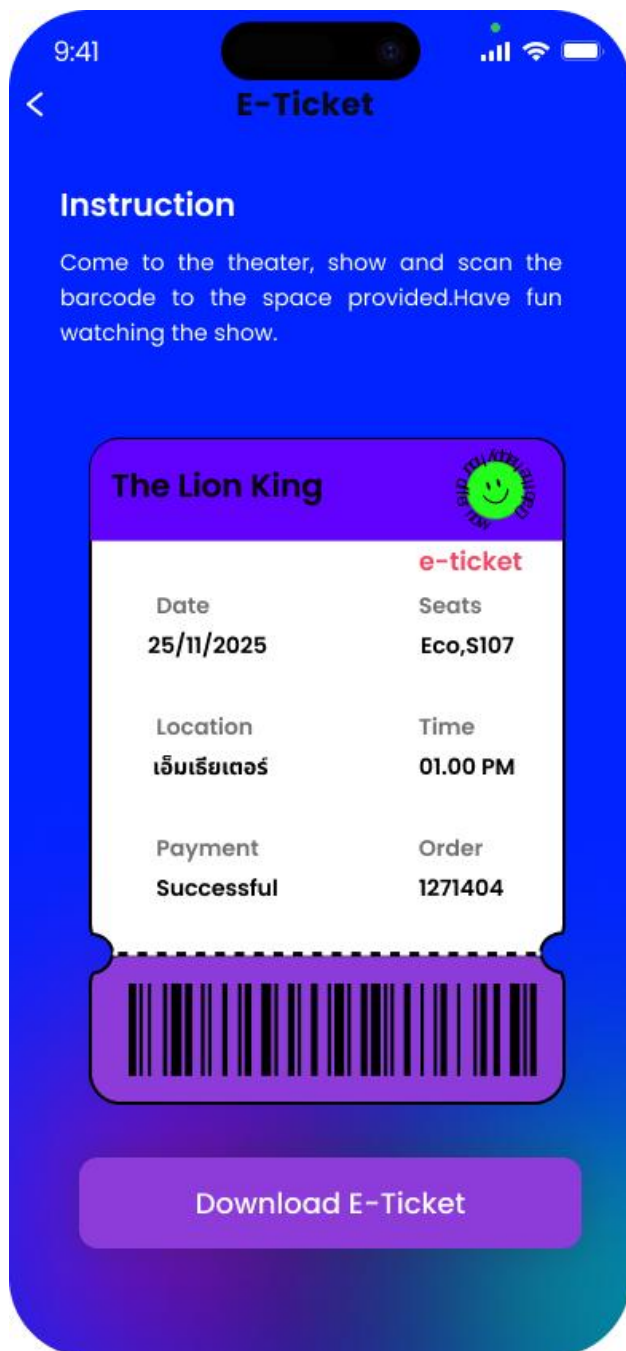 9:41
E-Ticket
Instruction
Come to the theater, show and scan the
barcode to the space provided.Have fun
watching the show.
The Lion King
e-ticket
Date
Seats
25/11/2025
Eco,S107
Location
Time
เอ็มเธียเตอร์
01.00 PM
Payment
Order
Successful
1271404
Download E-Ticket